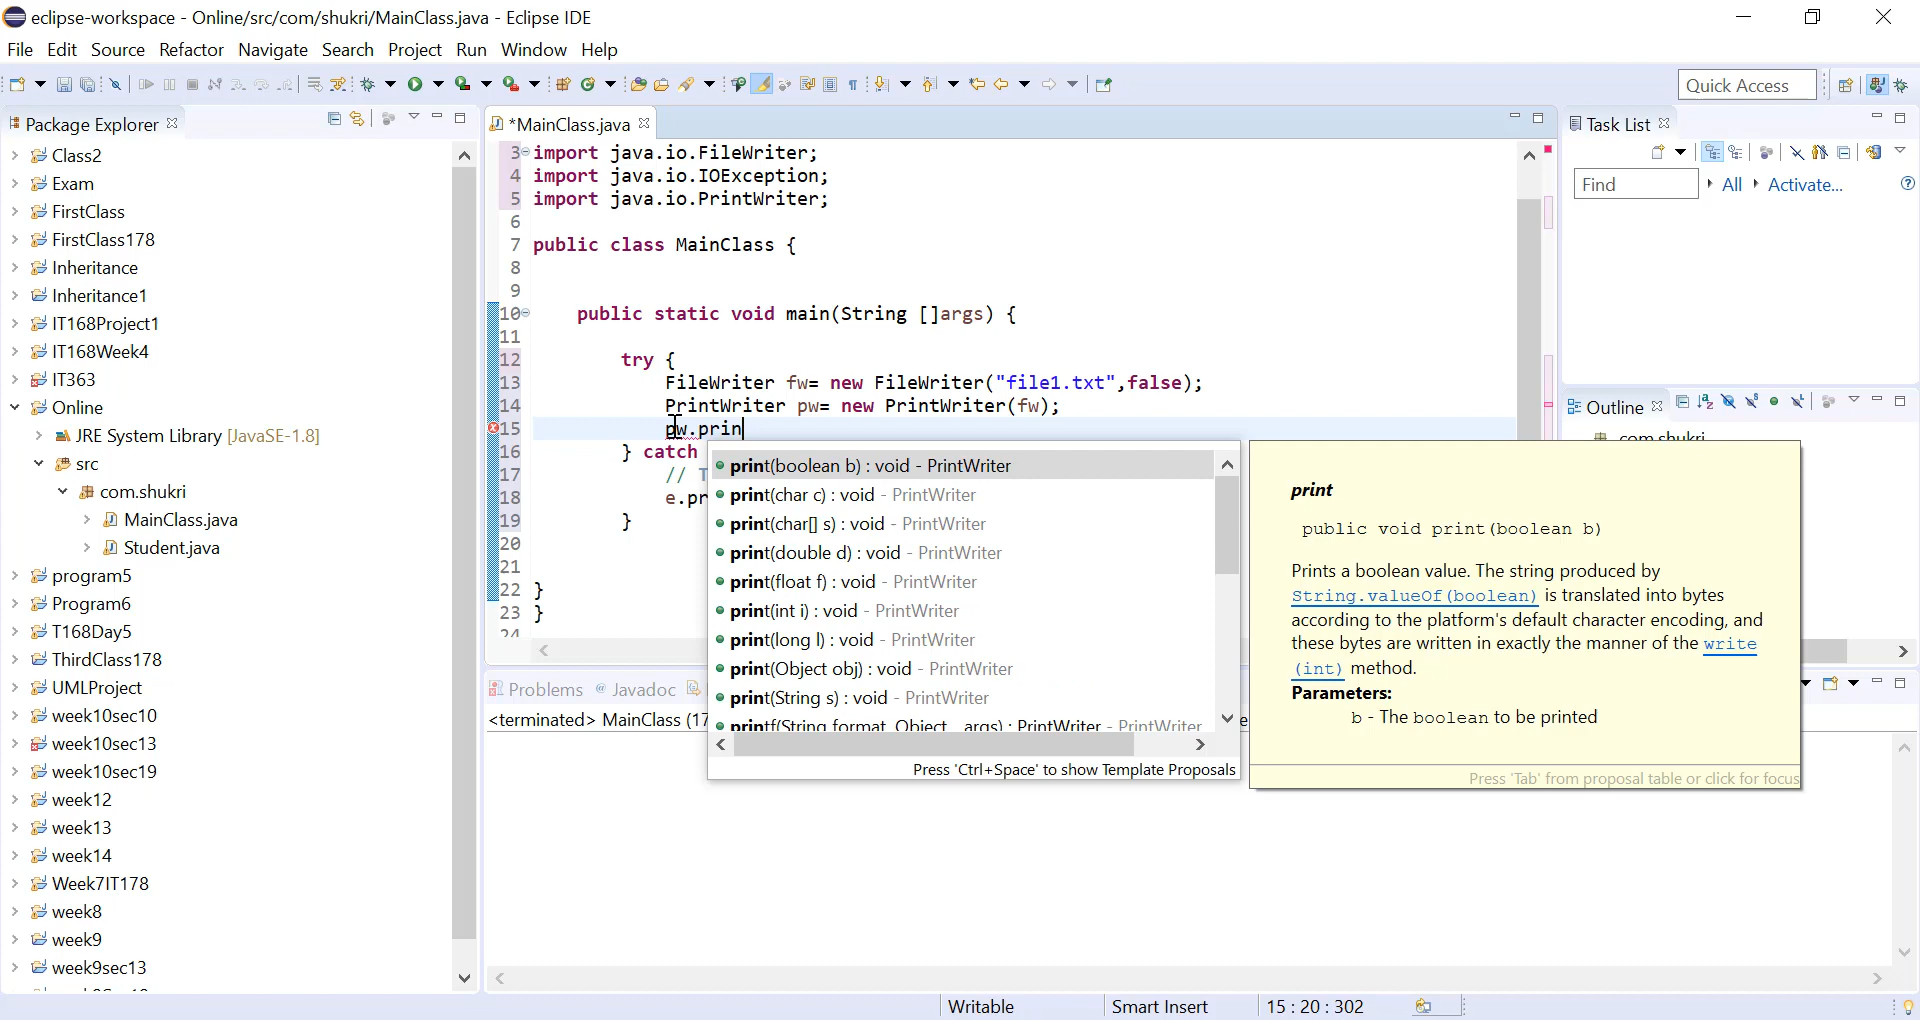 eclipse-workspace - Online/src/com/shukri/MainClass.java - Eclipse IDE
File Edit Source Refactor Navigate Search Project Run Window Help
Quick Access
Package Explorer
Class2
Exam
FirstClass
FirstClass178
Inheritance
Inheritance1
IT168Project1
IT168Week4
IT363
Online
JRE System Library [JavaSE-1.8]
src
com.shukri
MainClass.java
Student.java
program5
Program6
T168Day5
ThirdClass178
UMLProject
week10sec10
week10sec13
week10sec19
week12
week13
week14
Week7IT178
week8
week9
week9sec13
*MainClass.java
3 import java.io.FileWriter;
4 import java.io.IOException;
5 import java.io.PrintWriter;
6
7 public class MainClass {
8
9
10 public static void main(String []args) {
11
12 try {
13 FileWriter fw= new FileWriter("file1.txt",false);
14 PrintWriter pw= new PrintWriter(fw);
15 pw.prin
16 } catch
17 // T
18 e.pr
19 }
20
21
22 }
23 }
24
print(boolean b) : void - PrintWriter
print(char c) : void - PrintWriter
print(char[] s) : void - PrintWriter
print(double d) : void - PrintWriter
print(float f) : void - PrintWriter
print(int i) : void - PrintWriter
print(long l) : void - PrintWriter
print(Object obj) : void - PrintWriter
print(String s) : void - PrintWriter
printf(String format, Object... args) : PrintWriter - PrintWriter
Press 'Ctrl+Space' to show Template Proposals
print
public void print(boolean b)
Prints a boolean value. The string produced by
String.valueOf(boolean) is translated into bytes
according to the platform's default character encoding, and
these bytes are written in exactly the manner of the write
(int) method.
Parameters:
b - The boolean to be printed
Press 'Tab' from proposal table or click for focus
Task List
Find All Activate...
Outline
com.shukri
Problems @ Javadoc
<terminated> MainClass (17
Writable Smart Insert 15 : 20 : 302